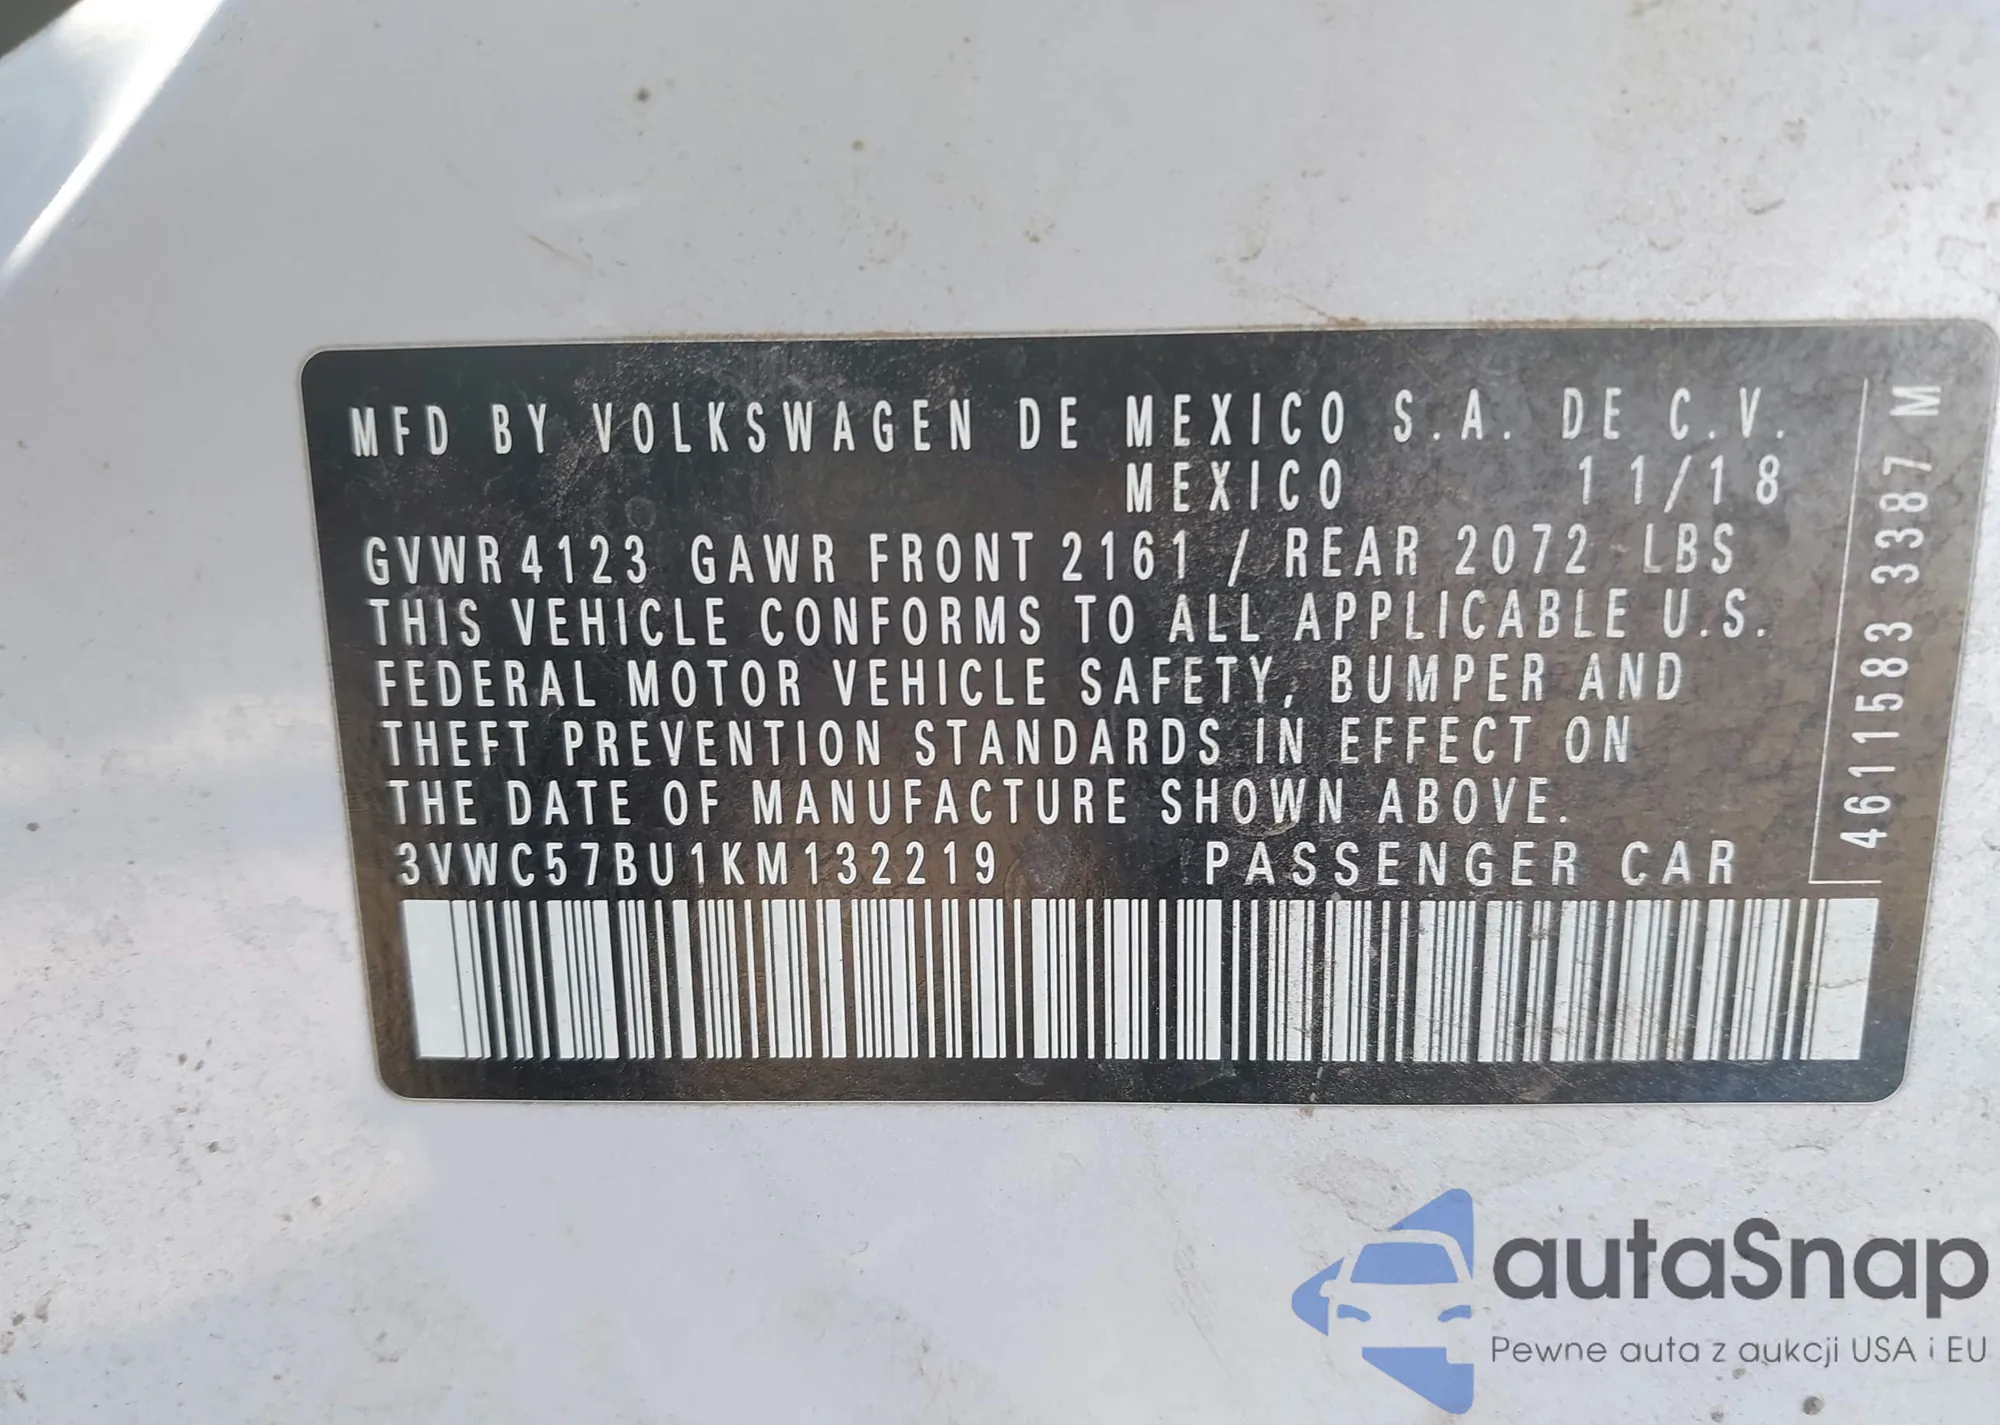 MFD BY VOLKSWAGEN DE MEXICO S.A. DE C.V.
MEXICO 11/18
GVWR 4123 GAWR FRONT 2161 / REAR 2072 LBS
THIS VEHICLE CONFORMS TO ALL APPLICABLE U.S.
FEDERAL MOTOR VEHICLE SAFETY, BUMPER AND
THEFT PREVENTION STANDARDS IN EFFECT ON
THE DATE OF MANUFACTURE SHOWN ABOVE.
3VWC57BU1KM132219 PASSENGER CAR
4611583 3387 M
autaSnap
Pewne auta z aukcji USA i EU